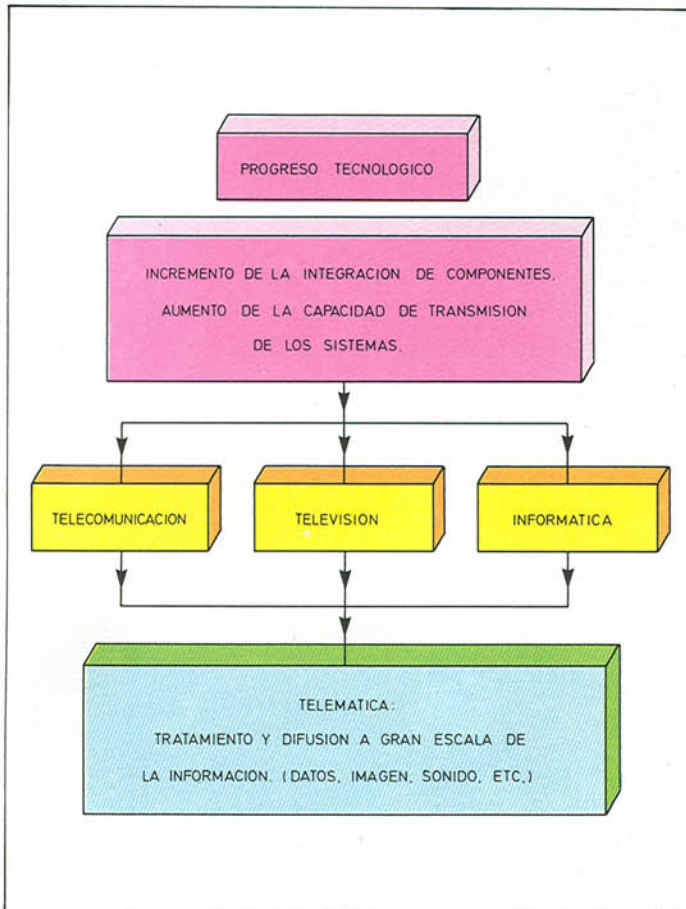 PROGRESO TECNOLOGICO
INCREMENTO DE LA INTEGRACION DE COMPONENTES.
AUMENTO DE LA CAPACIDAD DE TRANSMISION
DE LOS SISTEMAS.
TELECOMUNICACION
TELEVISION
INFORMATICA
TELEMATICA:
TRATAMIENTO Y DIFUSION A GRAN ESCALA DE
LA INFORMACION. (DATOS, IMAGEN, SONIDO, ETC,)